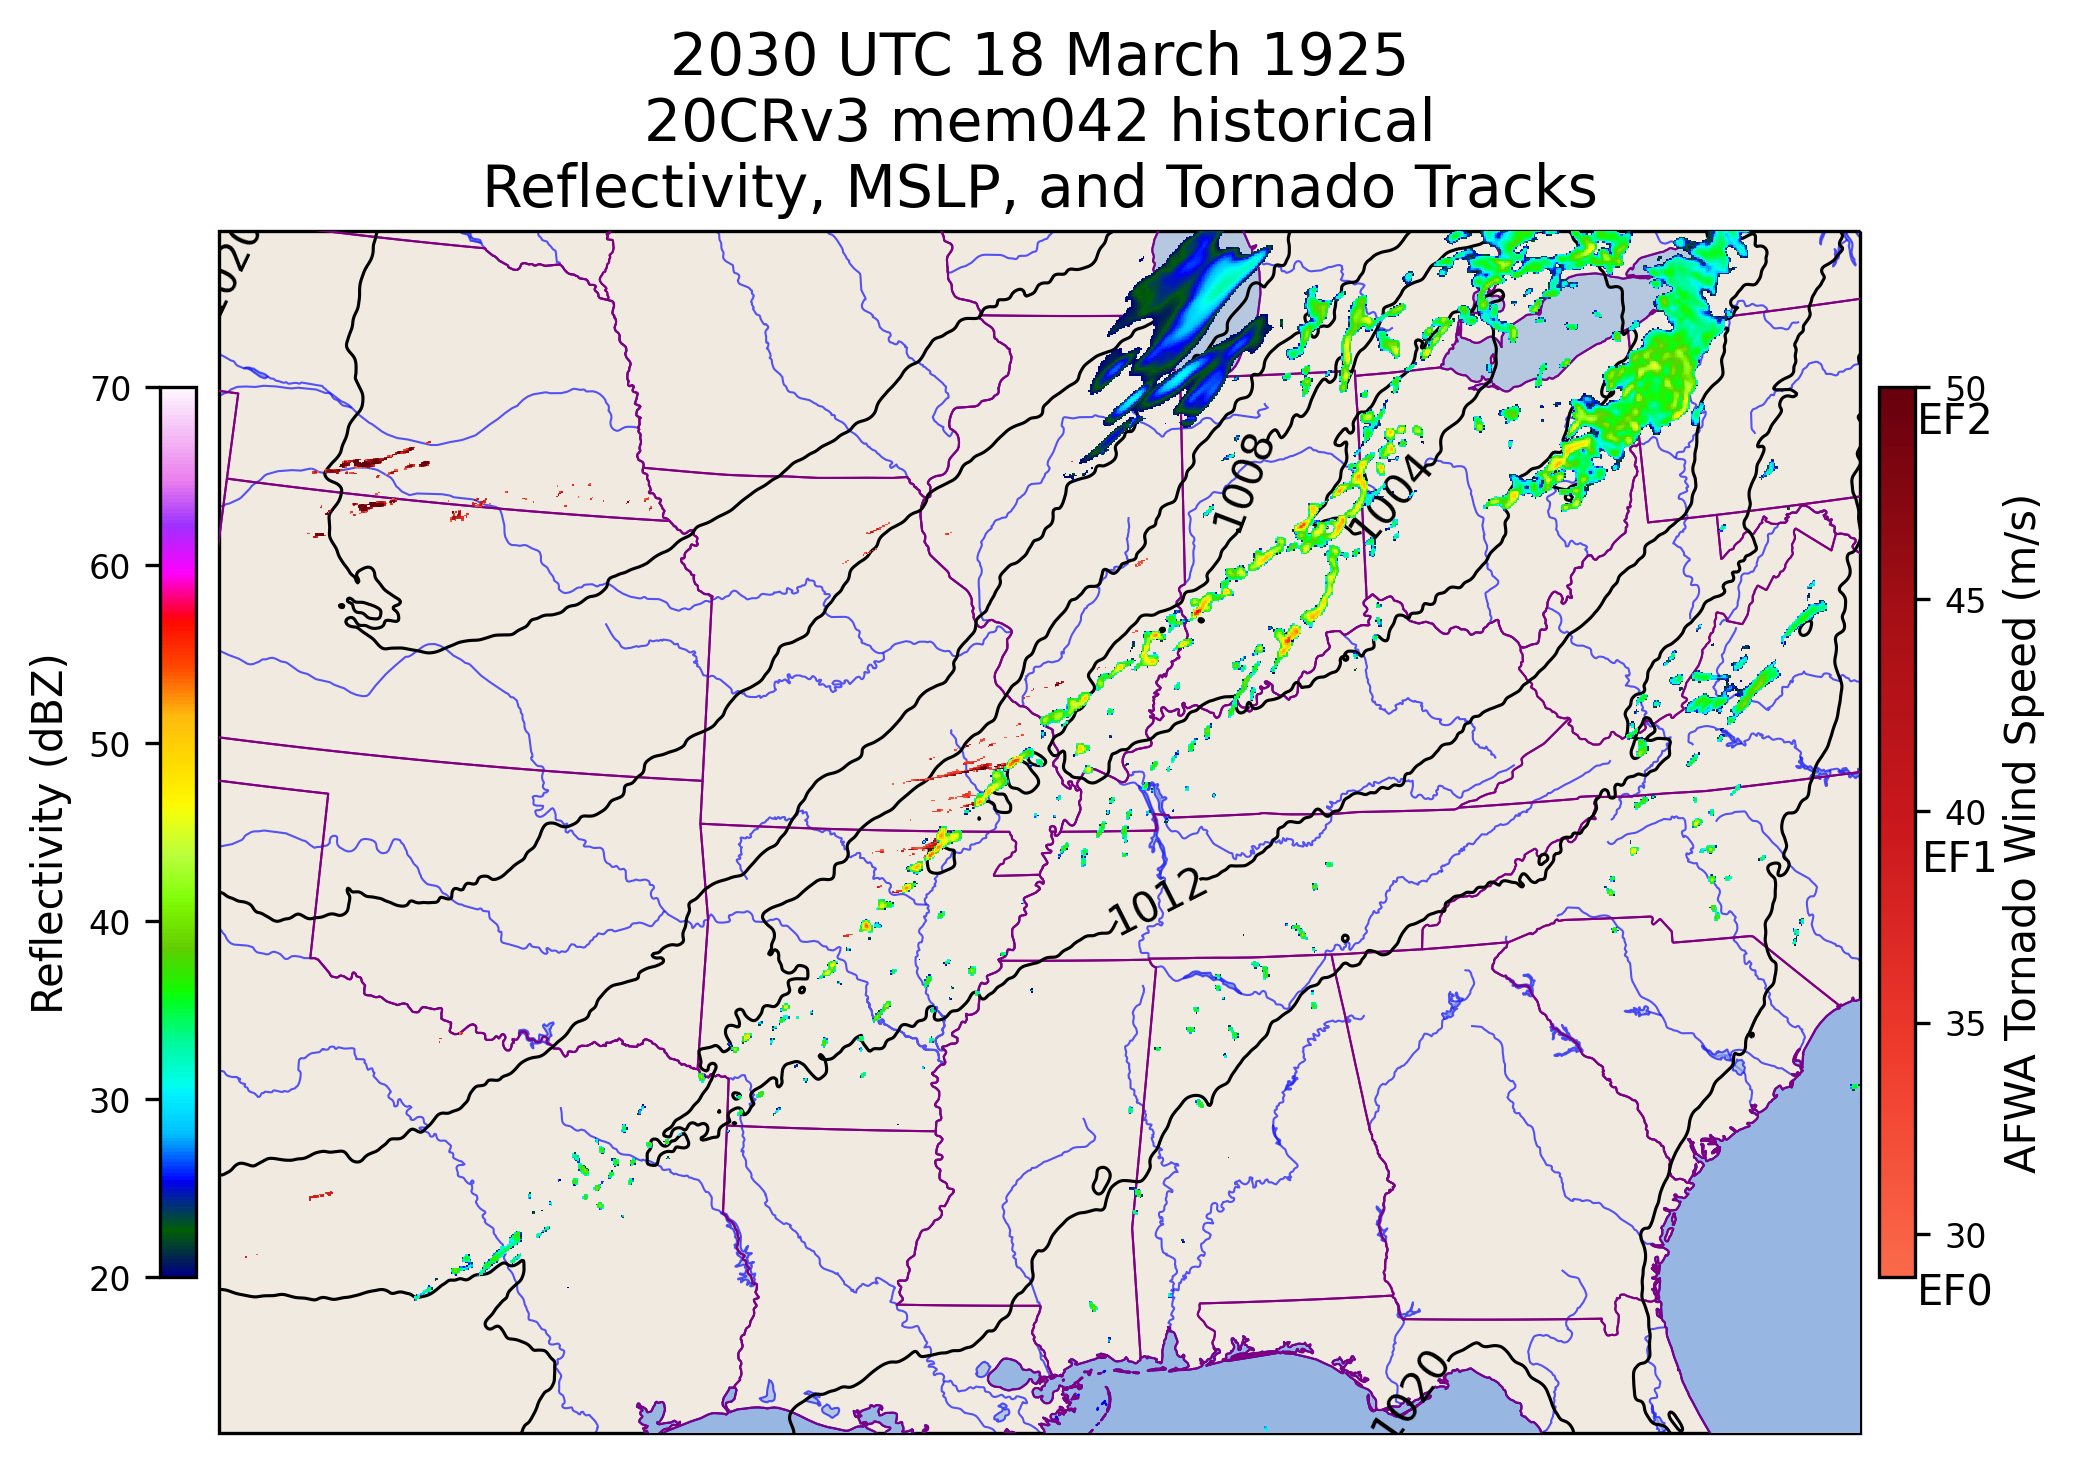 2030 UTC 18 March 1925
20CRv3 mem042 historical
Reflectivity, MSLP, and Tornado Tracks
1020
1008
1004
1012
1020
Reflectivity (dBZ)
70
60
50
40
30
20
50
EF2
45
40
EF1
35
30
EF0
AFWA Tornado Wind Speed (m/s)